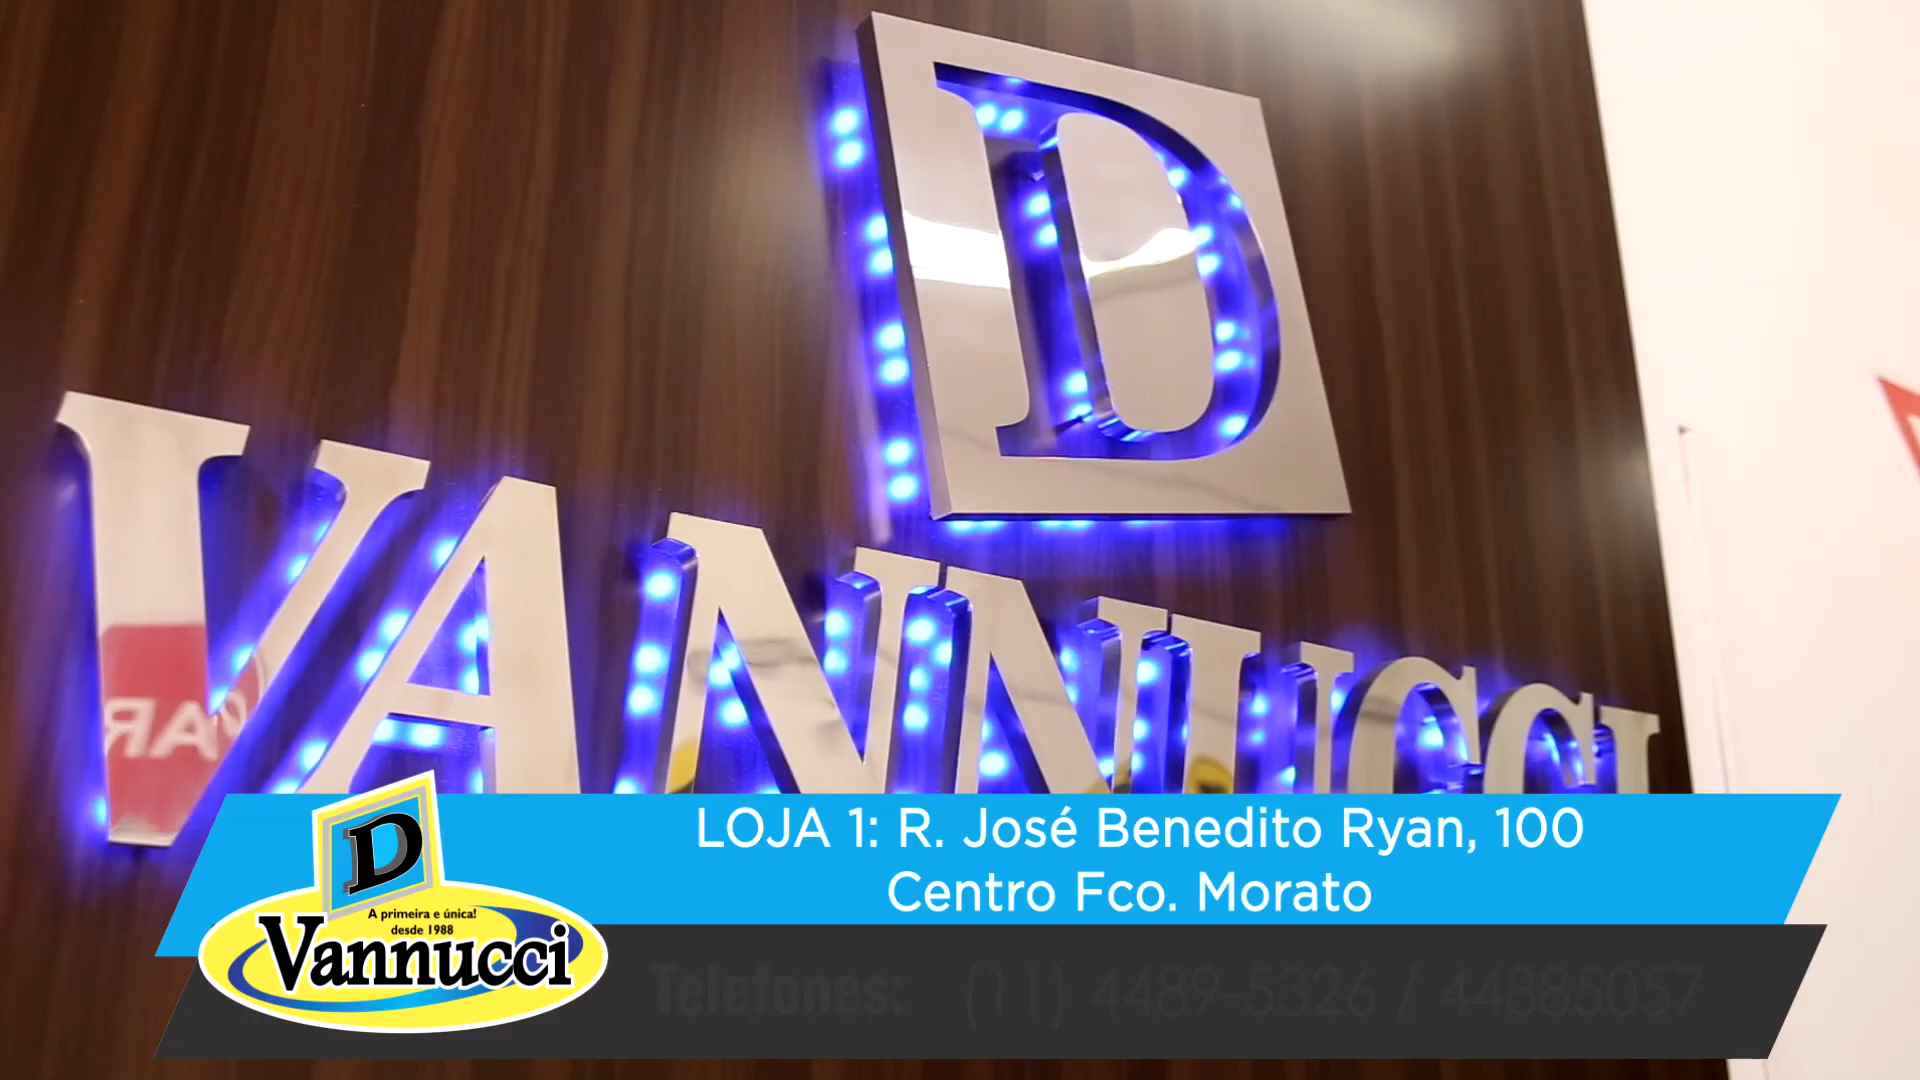 D
VANNUCCI
LOJA 1: R. José Benedito Ryan, 100
Centro Fco. Morato
D
A primeira e única!
desde 1988
Vannucci
Telefones: (11) 4489-5326 / 44885057